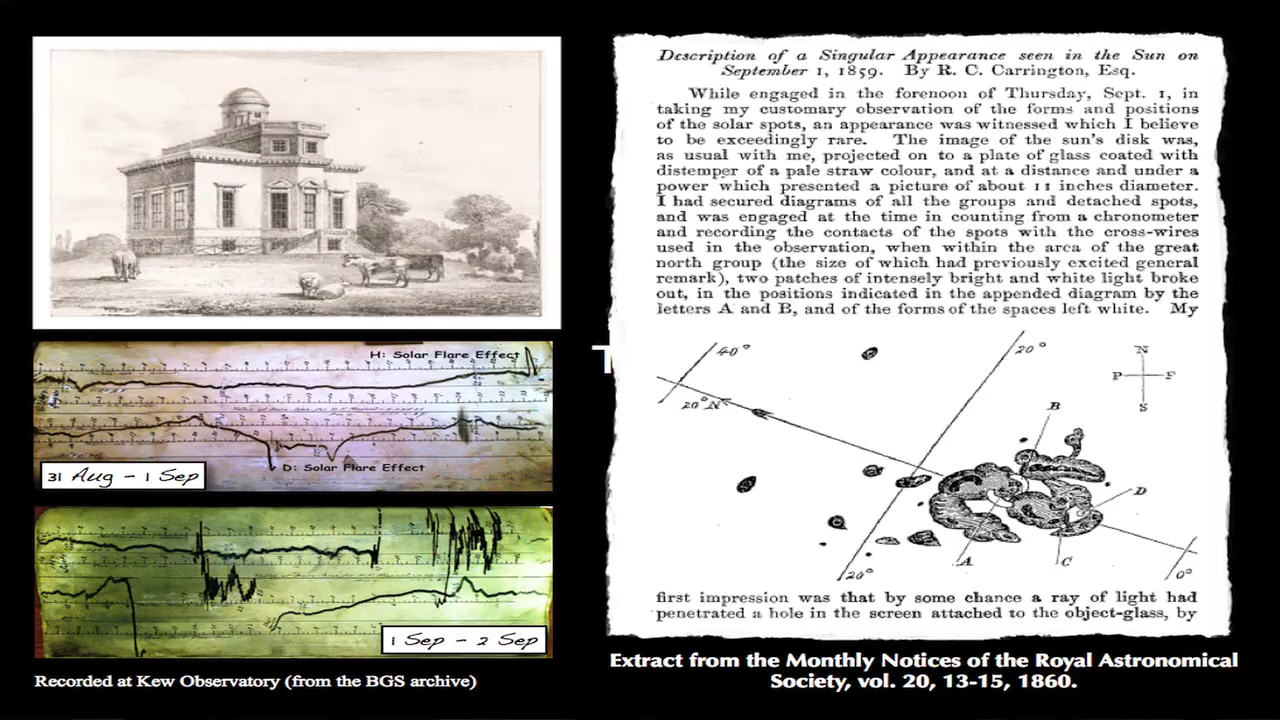 Description of a Singular Appearance seen in the Sun on
September 1, 1859. By R. C. Carrington, Esq.
While engaged in the forenoon of Thursday, Sept. 1, in
taking my customary observation of the forms and positions
of the solar spots, an appearance was witnessed which I believe
to be exceedingly rare. The image of the sun's disk was,
as usual with me, projected on to a plate of glass coated with
distemper of a pale straw colour, and at a distance and under a
power which presented a picture of about 11 inches diameter.
I had secured diagrams of all the groups and detached spots,
and was engaged at the time in counting from a chronometer
and recording the contacts of the spots with the cross-wires
used in the observation, when within the area of the great
north group (the size of which had previously excited general
remark), two patches of intensely bright and white light broke
out, in the positions indicated in the appended diagram by the
letters A and B, and of the forms of the spaces left white. My
40°
20°
N
P F
S
20° N
B
D
A
C
20°
0°
first impression was that by some chance a ray of light had
penetrated a hole in the screen attached to the object-glass, by
Extract from the Monthly Notices of the Royal Astronomical
Society, vol. 20, 13-15, 1860.
H: Solar Flare Effect
D: Solar Flare Effect
31 Aug - 1 Sep
1 Sep - 2 Sep
Recorded at Kew Observatory (from the BGS archive)